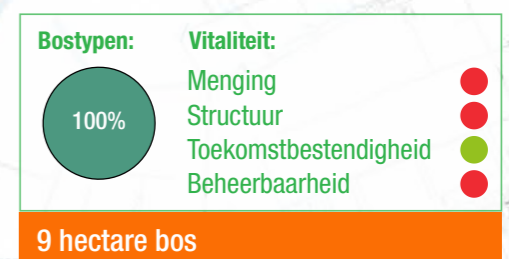 Bostypen:
100%
Vitaliteit:
Menging
Structuur
Toekomstbestendigheid
Beheerbaarheid
9 hectare bos